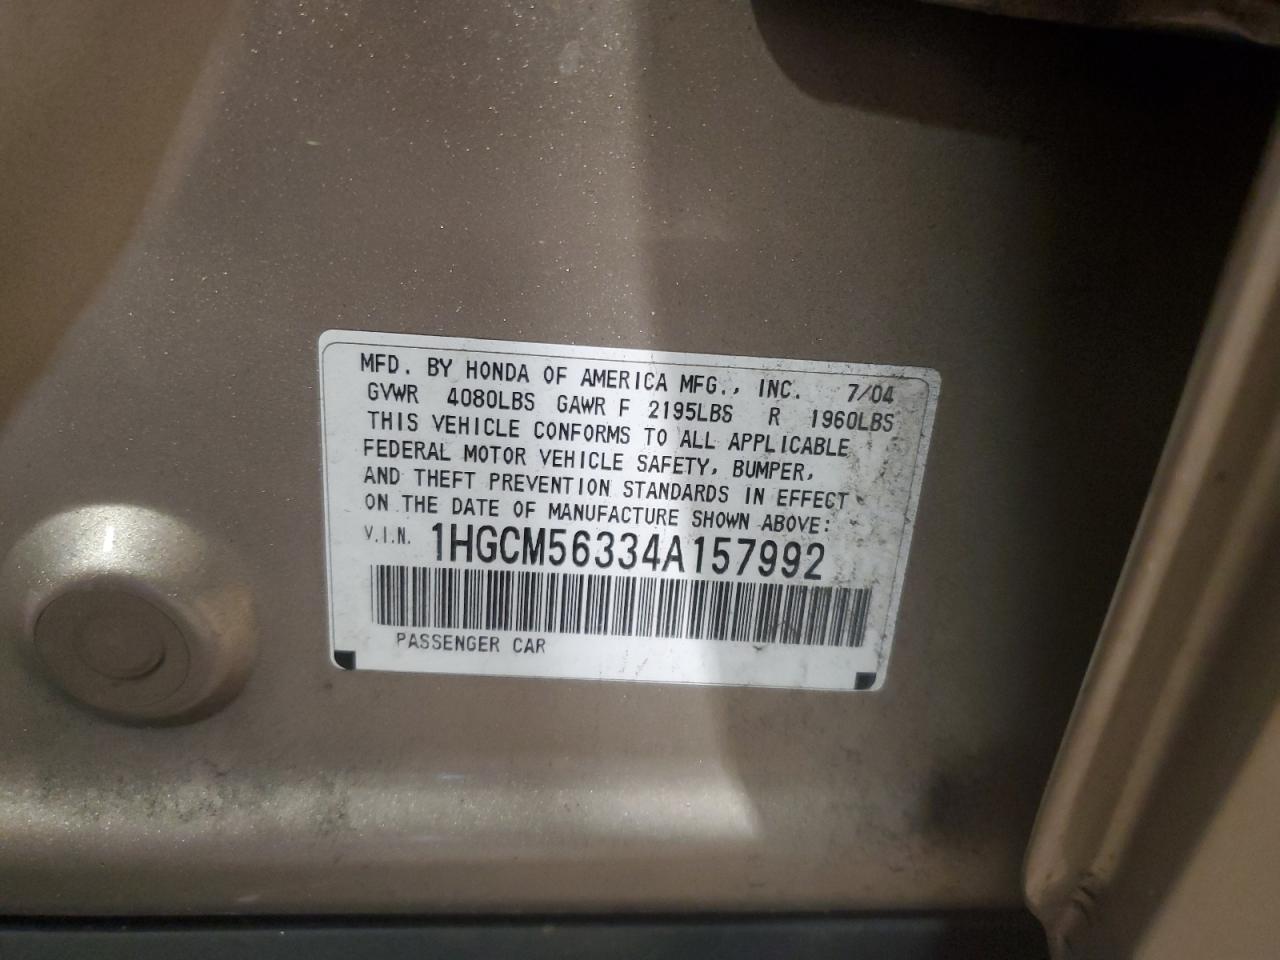 MFD. BY HONDA OF AMERICA MFG., INC. 7/04
GVWR 4080LBS GAWR F 2195LBS R 1960LBS
THIS VEHICLE CONFORMS TO ALL APPLICABLE
FEDERAL MOTOR VEHICLE SAFETY, BUMPER,
AND THEFT PREVENTION STANDARDS IN EFFECT
ON THE DATE OF MANUFACTURE SHOWN ABOVE:
V.I.N. 1HGCM56334A157992
PASSENGER CAR